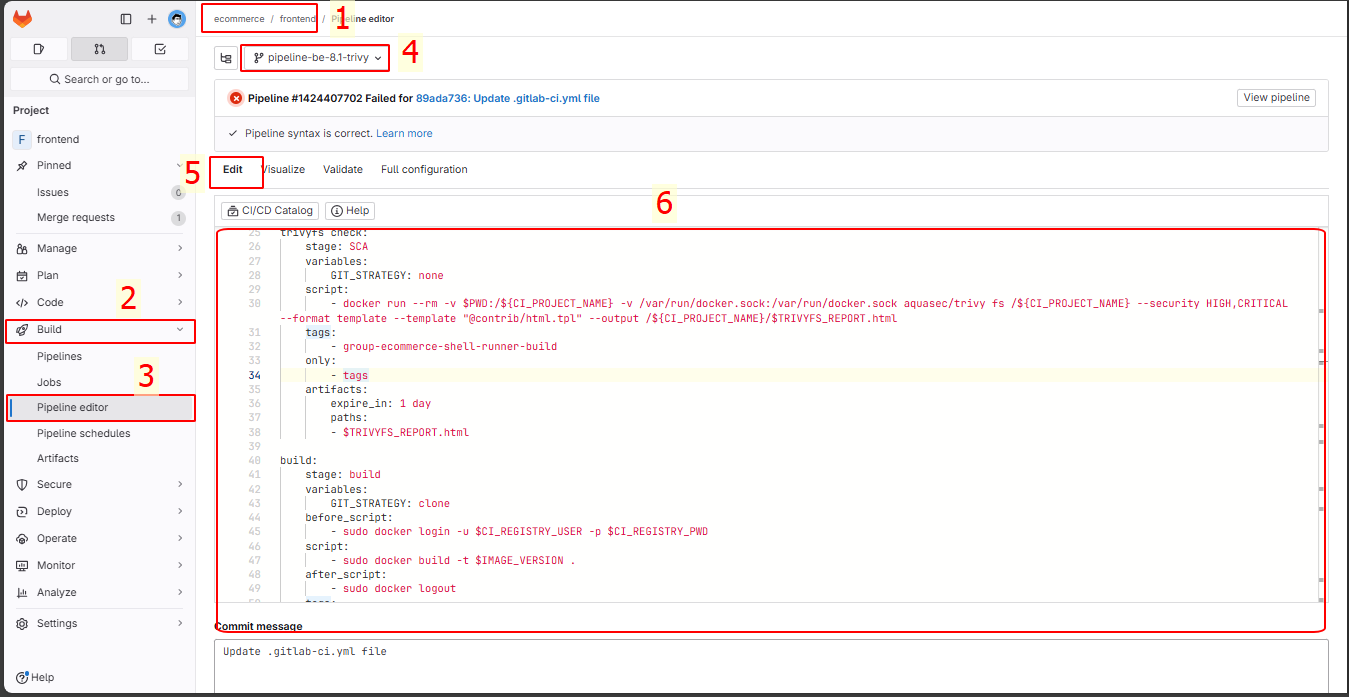 ecommerce / frontend / Pipeline editor
1
Search or go to...
pipeline-be-8.1-trivy
4
Project
F frontend
Pinned
Issues 0
Merge requests 1
Manage
Plan
Code
2
Build
Pipelines
Jobs
3
Pipeline editor
Pipeline schedules
Artifacts
Secure
Deploy
Operate
Monitor
Analyze
Settings
Help
Pipeline #1424407702 Failed for 89ada736: Update .gitlab-ci.yml file
View pipeline
Pipeline syntax is correct. Learn more
5
Edit Visualize Validate Full configuration
6
CI/CD Catalog Help
25 trivyfs check:
26 stage: SCA
27 variables:
28 GIT_STRATEGY: none
29 script:
30 - docker run --rm -v $PWD:/${CI_PROJECT_NAME} -v /var/run/docker.sock:/var/run/docker.sock aquasec/trivy fs /${CI_PROJECT_NAME} --security HIGH,CRITICAL
--format template --template "@contrib/html.tpl" --output /${CI_PROJECT_NAME}/$TRIVYFS_REPORT.html
31 tags:
32 - group-ecommerce-shell-runner-build
33 only:
34 - tags
35 artifacts:
36 expire_in: 1 day
37 paths:
38 - $TRIVYFS_REPORT.html
39
40 build:
41 stage: build
42 variables:
43 GIT_STRATEGY: clone
44 before_script:
45 - sudo docker login -u $CI_REGISTRY_USER -p $CI_REGISTRY_PWD
46 script:
47 - sudo docker build -t $IMAGE_VERSION .
48 after_script:
49 - sudo docker logout
50 tags:
Commit message
Update .gitlab-ci.yml file